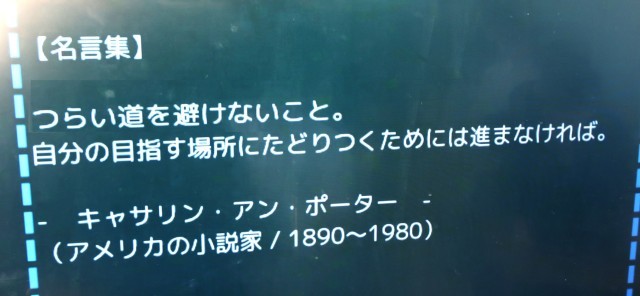 【名言集】
つらい道を避けないこと。
自分の目指す場所にたどりつくためには進まなければ。
- キャサリン・アン・ポーター -
（アメリカの小説家 / 1890～1980）